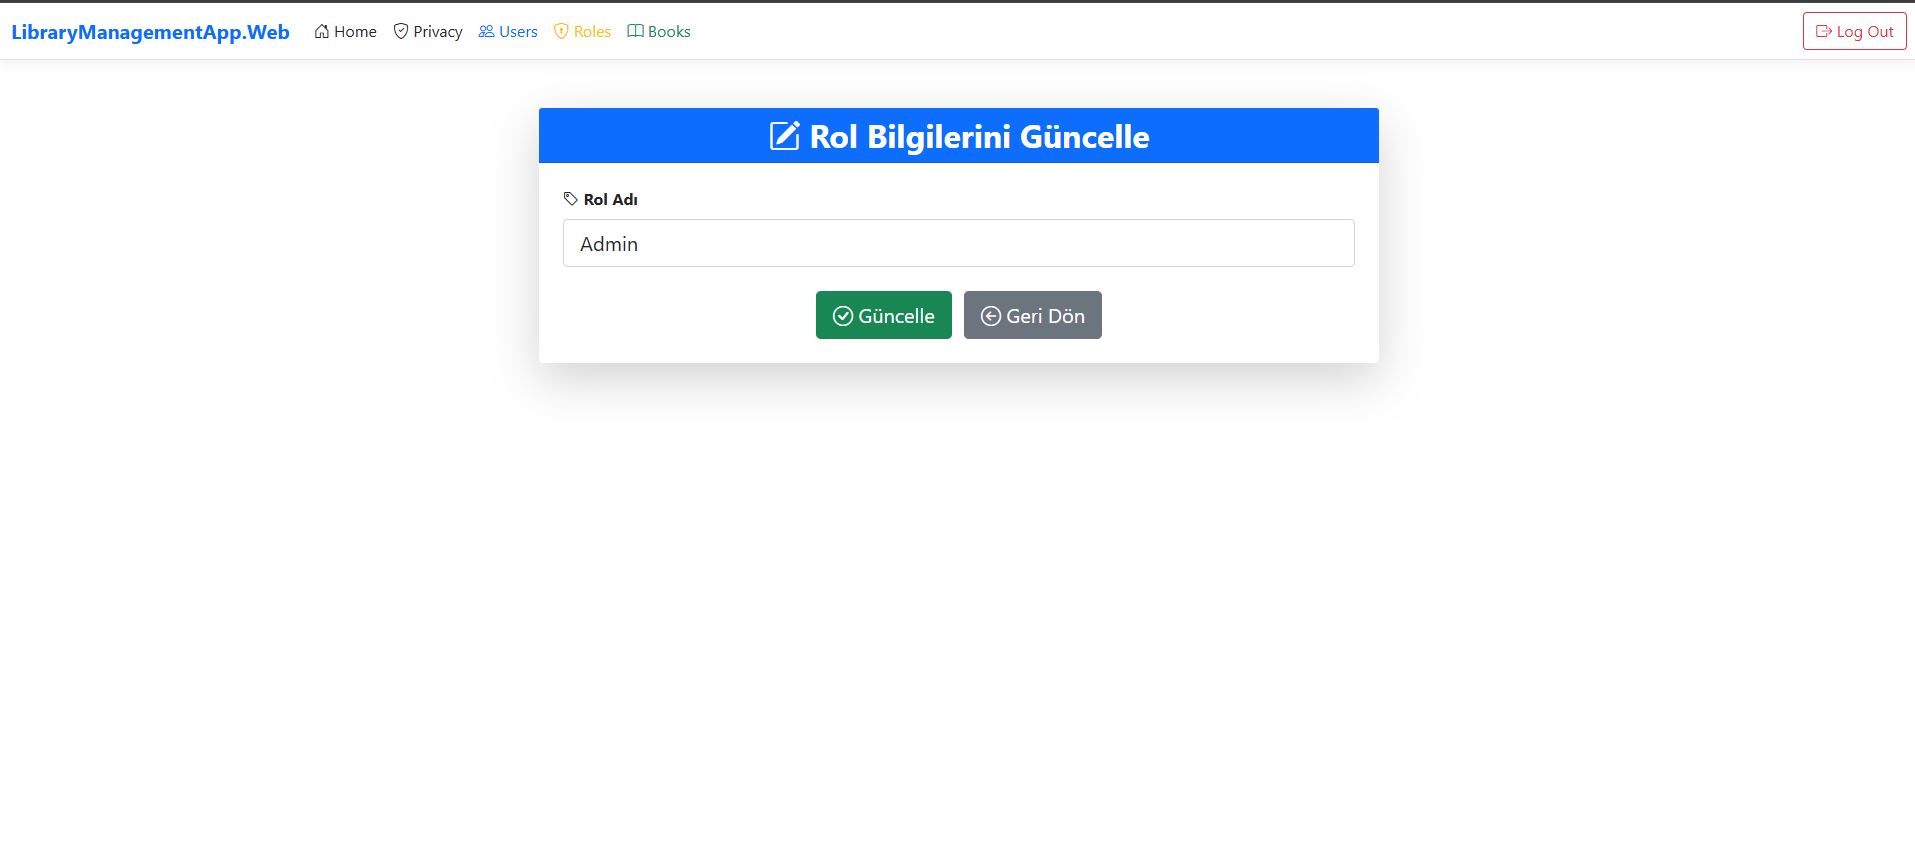 LibraryManagementApp.Web Home Privacy Users Roles Books Log Out
Rol Bilgilerini Güncelle
Rol Adı
Admin
Güncelle Geri Dön